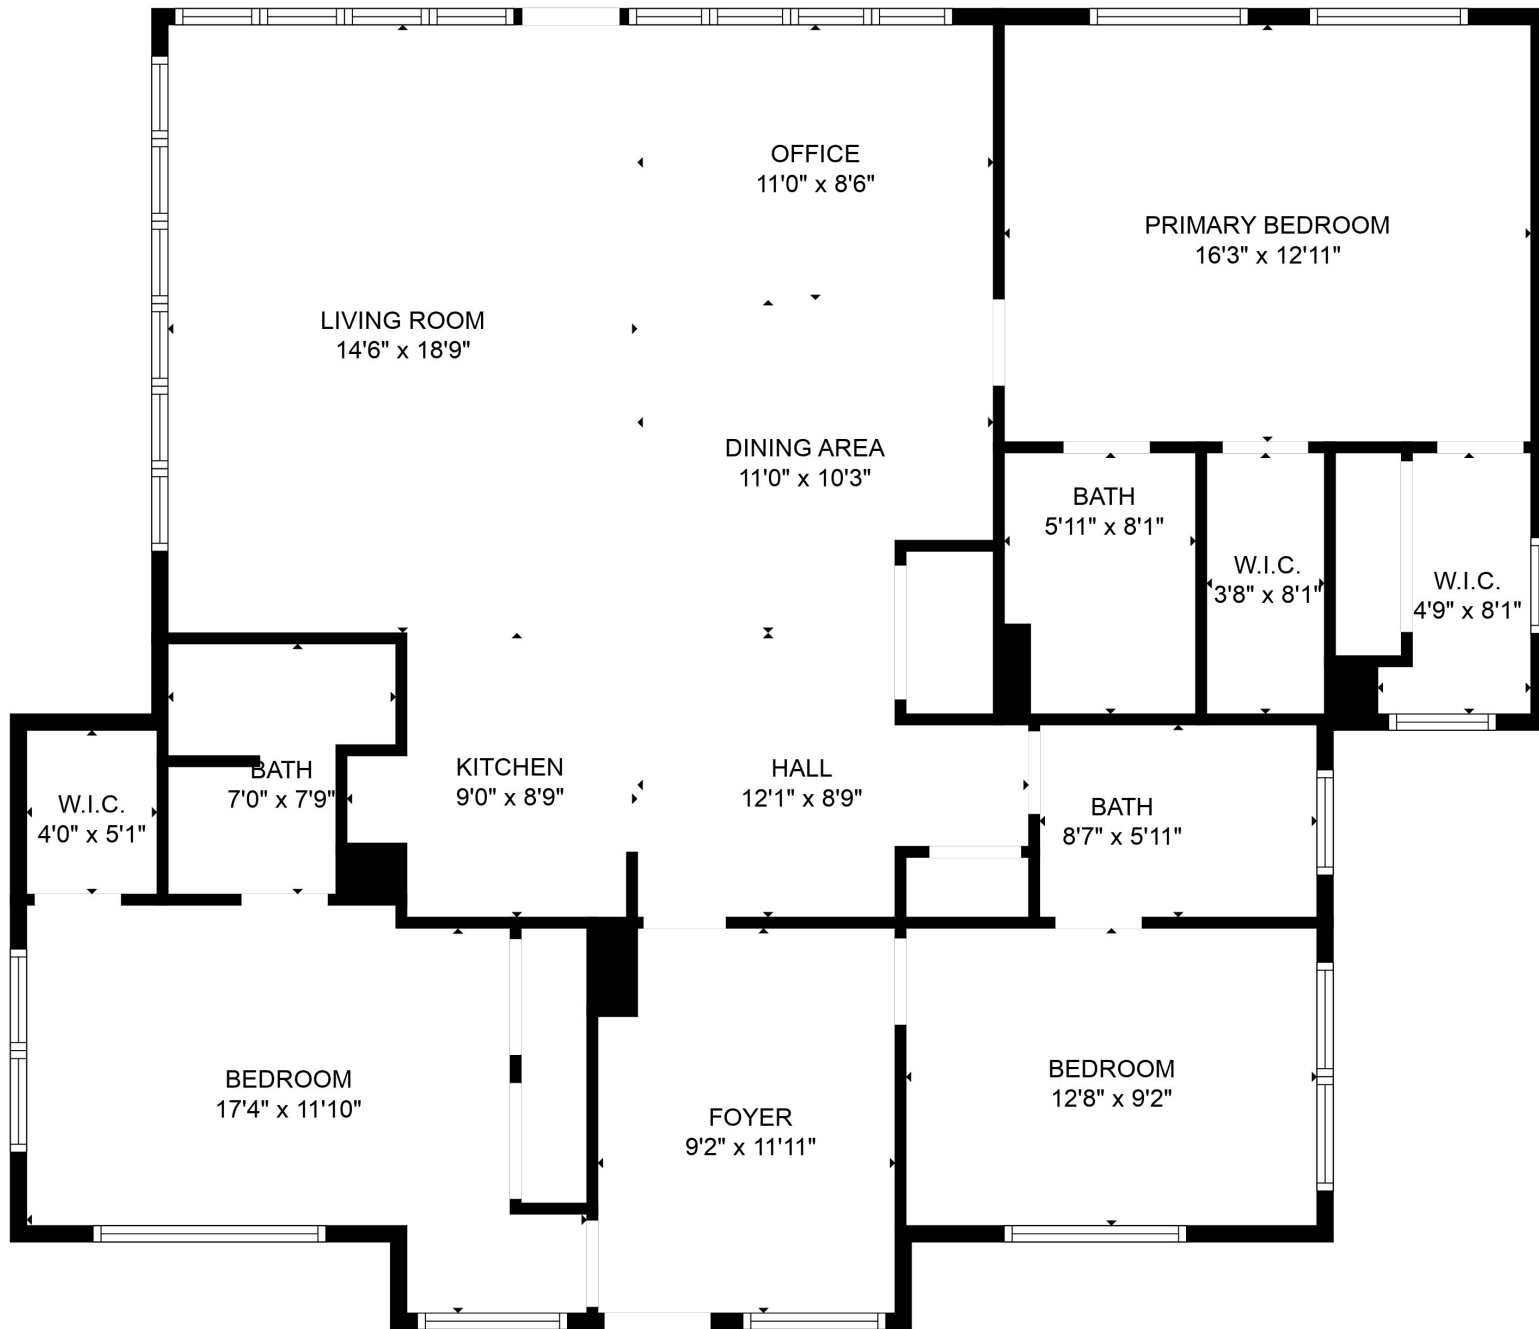 OFFICE
11'0" x 8'6"
PRIMARY BEDROOM
16'3" x 12'11"
LIVING ROOM
14'6" x 18'9"
DINING AREA
11'0" x 10'3"
BATH
5'11" x 8'1"
W.I.C.
3'8" x 8'1"
W.I.C.
4'9" x 8'1"
BATH
7'0" x 7'9"
KITCHEN
9'0" x 8'9"
HALL
12'1" x 8'9"
W.I.C.
4'0" x 5'1"
BATH
8'7" x 5'11"
BEDROOM
17'4" x 11'10"
FOYER
9'2" x 11'11"
BEDROOM
12'8" x 9'2"